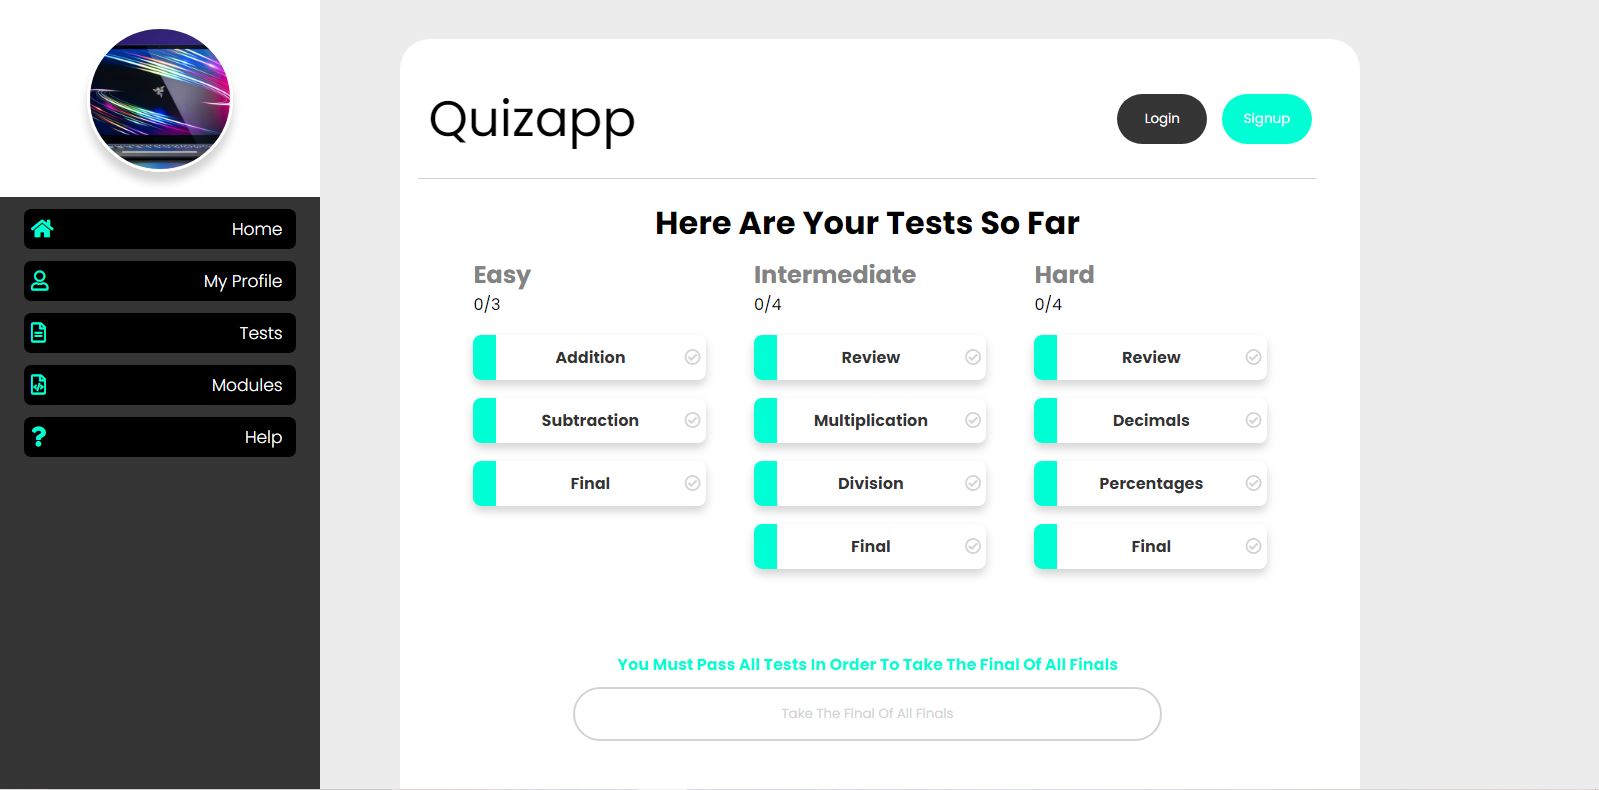 Home
My Profile
Tests
Modules
Help
Quizapp
Login
Signup
Here Are Your Tests So Far
Easy
0/3
Addition
Subtraction
Final
Intermediate
0/4
Review
Multiplication
Division
Final
Hard
0/4
Review
Decimals
Percentages
Final
You Must Pass All Tests In Order To Take The Final Of All Finals
Take The Final Of All Finals